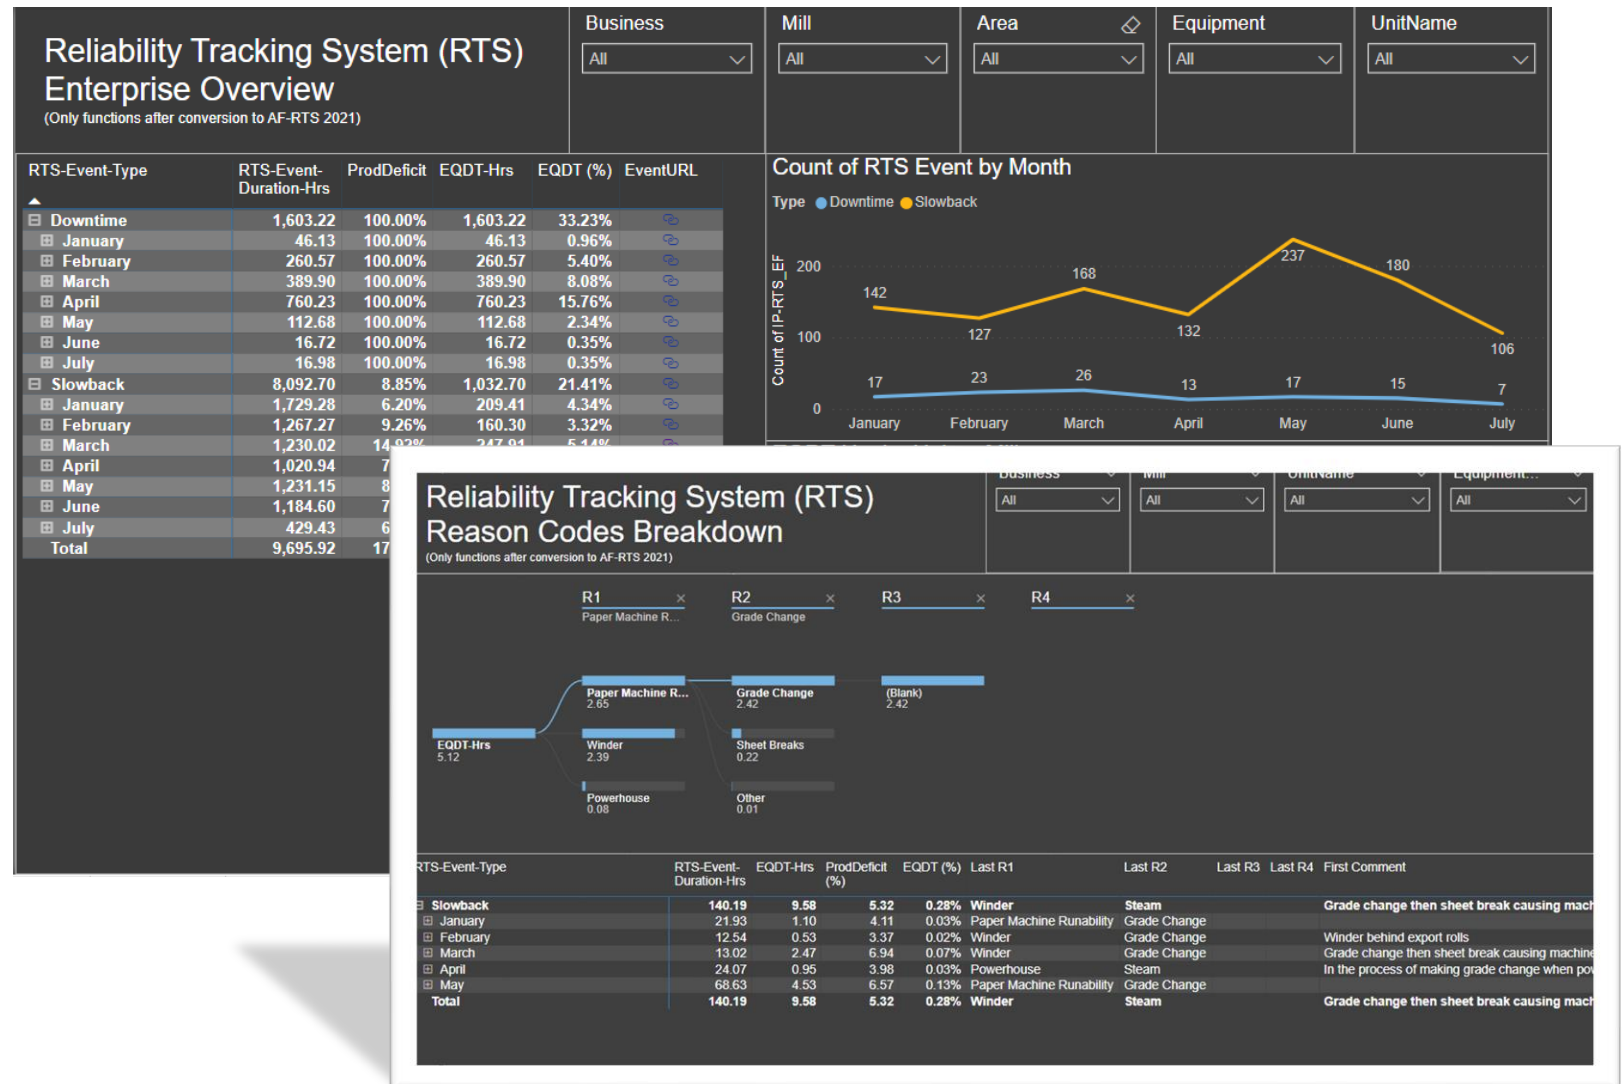 Reliability Tracking System (RTS)
Enterprise Overview
(Only functions after conversion to AF-RTS 2021)
Business Mill Area Equipment UnitName
All All All All All
RTS-Event-Type RTS-Event-Duration-Hrs ProdDeficit EQDT-Hrs EQDT (%) EventURL
Downtime 1,603.22 100.00% 1,603.22 33.23%
January 46.13 100.00% 46.13 0.96%
February 260.57 100.00% 260.57 5.40%
March 389.90 100.00% 389.90 8.08%
April 760.23 100.00% 760.23 15.76%
May 112.68 100.00% 112.68 2.34%
June 16.72 100.00% 16.72 0.35%
July 16.98 100.00% 16.98 0.35%
Slowback 8,092.70 8.85% 1,032.70 21.41%
January 1,729.28 6.20% 209.41 4.34%
February 1,267.27 9.26% 160.30 3.32%
March 1,230.02 14.92% 247.91 5.14%
April 1,020.94 7
May 1,231.15 8
June 1,184.60 7
July 429.43 6
Total 9,695.92 17
Count of RTS Event by Month
Type Downtime Slowback
Count of IP-RTS_EF
200
100
0
142 127 168 132 237 180 106
17 23 26 13 17 15 7
January February March April May June July
Reliability Tracking System (RTS)
Reason Codes Breakdown
(Only functions after conversion to AF-RTS 2021)
Business Mill UnitName Equipment...
All All All All
R1 R2 R3 R4
Paper Machine R... Grade Change
Paper Machine R... Grade Change (Blank)
2.65 2.42 2.42
EQDT-Hrs Winder Sheet Breaks
5.12 2.39 0.22
Powerhouse Other
0.08 0.01
RTS-Event-Type RTS-Event-Duration-Hrs EQDT-Hrs ProdDeficit (%) EQDT (%) Last R1 Last R2 Last R3 Last R4 First Comment
Slowback 140.19 9.58 5.32 0.28% Winder Steam Grade change then sheet break causing mach
January 21.93 1.10 4.11 0.03% Paper Machine Runability Grade Change
February 12.54 0.53 3.37 0.02% Winder Grade Change Winder behind export rolls
March 13.02 2.47 6.94 0.07% Winder Grade Change Grade change then sheet break causing machine
April 24.07 0.95 3.98 0.03% Powerhouse Steam In the process of making grade change when pov
May 68.63 4.53 6.57 0.13% Paper Machine Runability Grade Change
Total 140.19 9.58 5.32 0.28% Winder Steam Grade change then sheet break causing mach